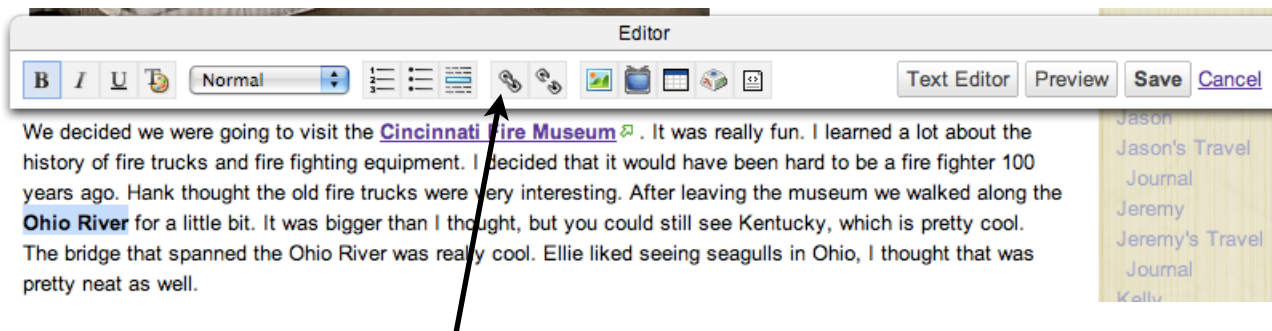 Editor
B I U T Normal Text Editor Preview Save Cancel
We decided we were going to visit the Cincinnati Fire Museum . It was really fun. I learned a lot about the
history of fire trucks and fire fighting equipment. I decided that it would have been hard to be a fire fighter 100
years ago. Hank thought the old fire trucks were very interesting. After leaving the museum we walked along the
Ohio River for a little bit. It was bigger than I thought, but you could still see Kentucky, which is pretty cool.
The bridge that spanned the Ohio River was really cool. Ellie liked seeing seagulls in Ohio, I thought that was
pretty neat as well.
Jason
Jason's Travel
Journal
Jeremy
Jeremy's Travel
Journal
Kelly